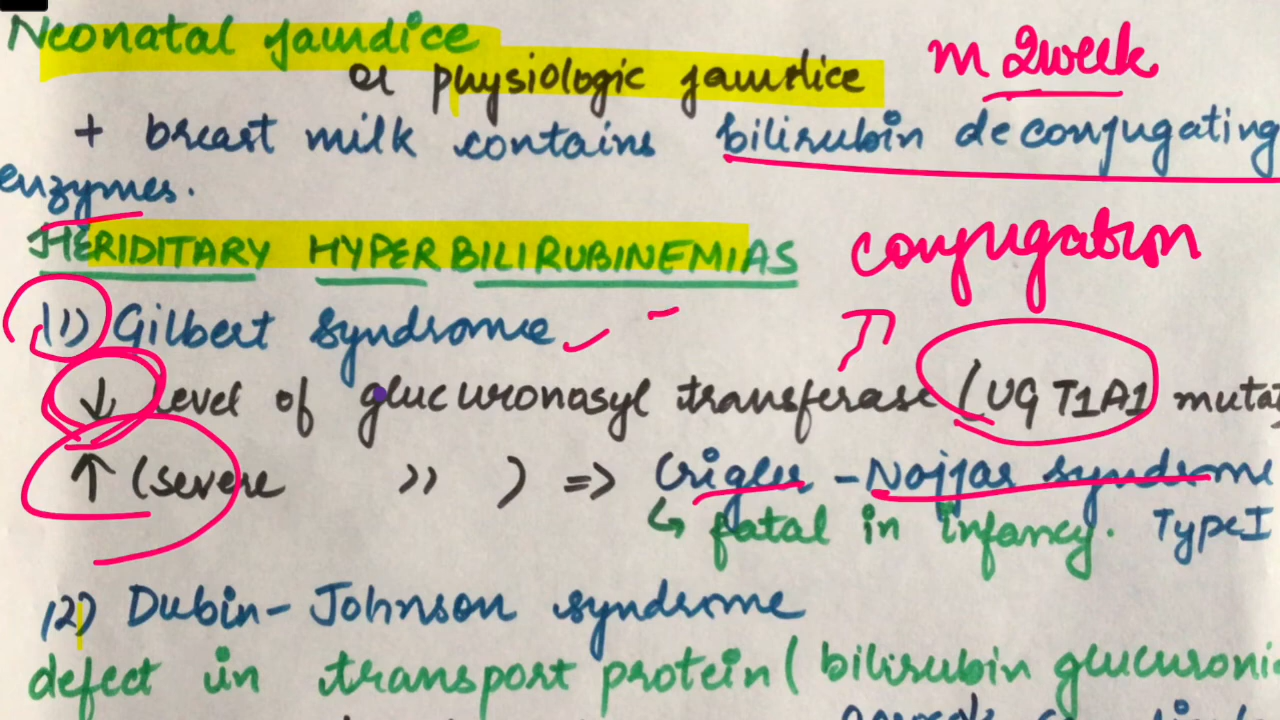 Neonatal jaundice
or physiologic jaundice
m 2week
+ breast milk contains bilirubin deconjugating
enzymes.
HERIDITARY HYPERBILIRUBINEMIAS
conjugation
(1) Gilbert syndrome
↓ level of glucuronosyl transferase (UGT1A1 muta
↑ (severe " ) => Crigler - Najjar syndrome
↳ fatal in infancy. Type I
(2) Dubin - Johnson syndrome
defect in transport protein ( bilirubin glucuroni